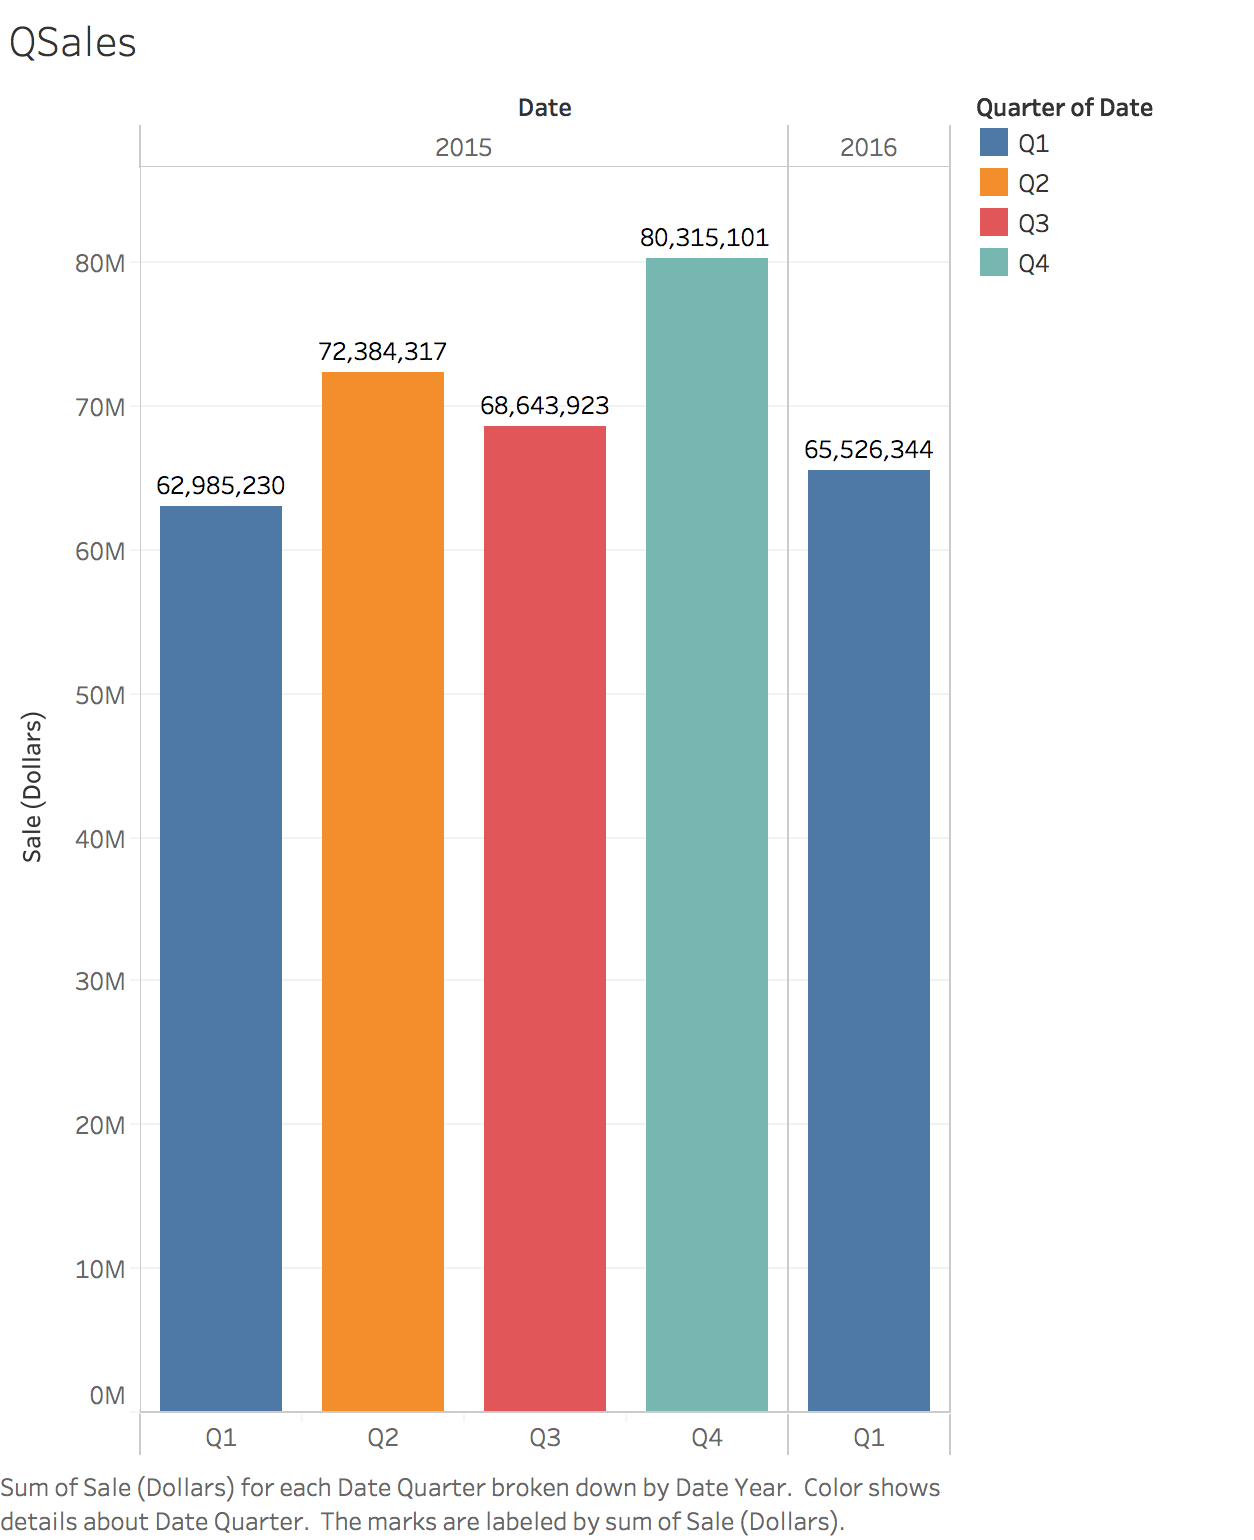 QSales
Date
Quarter of Date
2015
2016
Q1
Q2
Q3
Q4
80,315,101
80M
72,384,317
70M
68,643,923
65,526,344
62,985,230
60M
50M
Sale (Dollars)
40M
30M
20M
10M
0M
Q1 Q2 Q3 Q4 Q1
Sum of Sale (Dollars) for each Date Quarter broken down by Date Year.  Color shows
details about Date Quarter.  The marks are labeled by sum of Sale (Dollars).